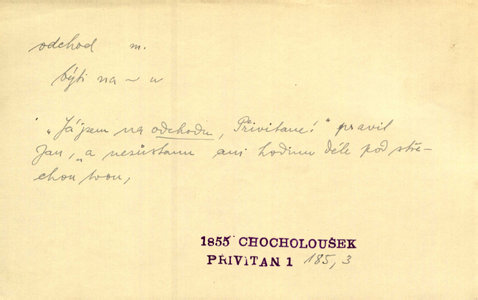 odchod m.
býti na ~ u
"Já jsem na odchodu, Přivitane!" pravil
Jan, "a nezůstanu ani hodinu déle pod stře-
chou tvou,
1855 CHOCHOLOUŠEK
PŘIVITAN 1 185,3